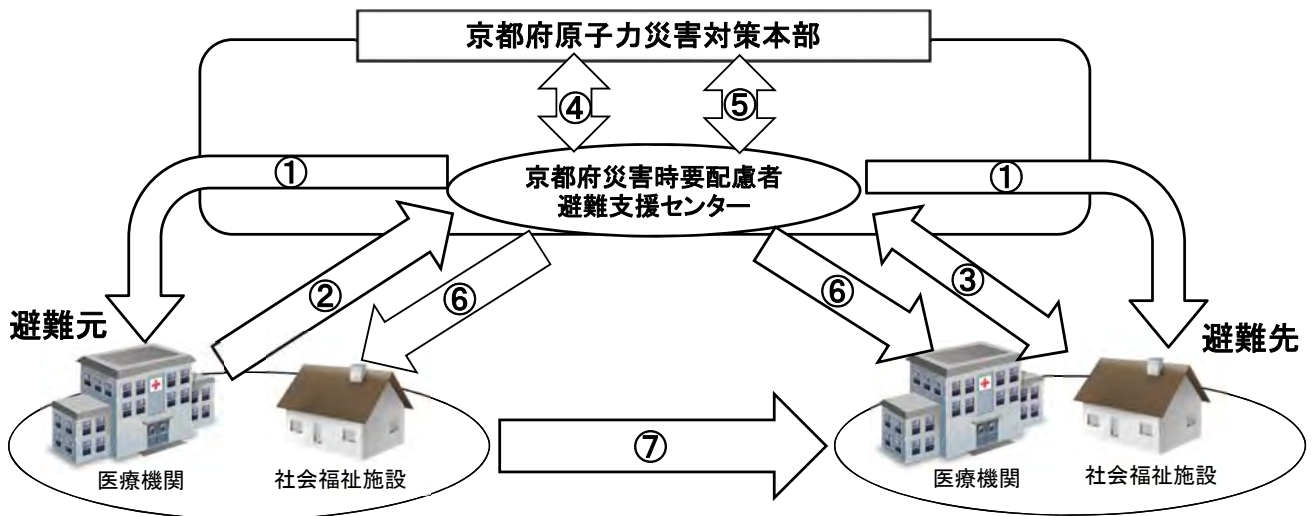 京都府原子力災害対策本部
④
⑤
①
京都府災害時要配慮者
避難支援センター
①
②
⑥
⑥
③
避難元
避難先
⑦
医療機関
社会福祉施設
医療機関
社会福祉施設